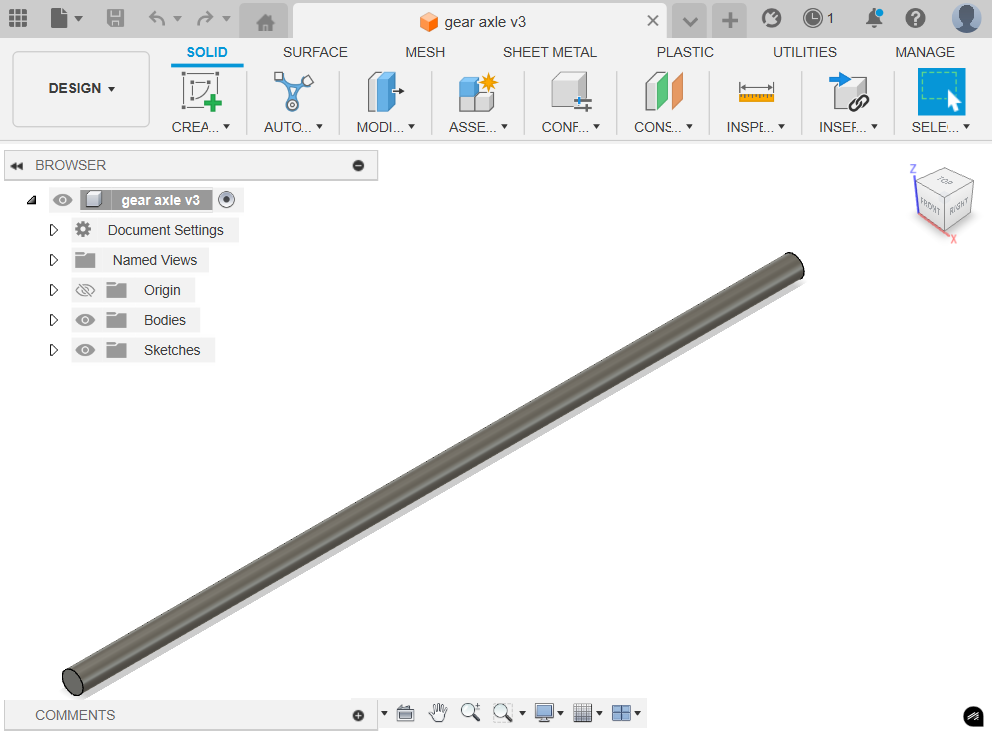 gear axle v3
1
DESIGN
SOLID
SURFACE
MESH
SHEET METAL
PLASTIC
UTILITIES
MANAGE
CREA...
AUTO...
MODI...
ASSE...
CONF...
CONS...
INSPE...
INSEF...
SELE...
BROWSER
gear axle v3
Document Settings
Named Views
Origin
Bodies
Sketches
Z
TOP
FRONT
RIGHT
X
COMMENTS